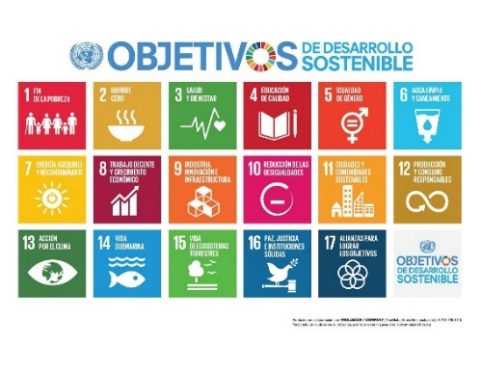 OBJETIVOS DE DESARROLLO
SOSTENIBLE
1 FIN
DE LA POBREZA
2 HAMBRE
CERO
3 SALUD
Y BIENESTAR
4 EDUCACIÓN
DE CALIDAD
5 IGUALDAD
DE GÉNERO
6 AGUA LIMPIA
Y SANEAMIENTO
7 ENERGÍA ASEQUIBLE
Y NO CONTAMINANTE
8 TRABAJO DECENTE
Y CRECIMIENTO
ECONÓMICO
9 INDUSTRIA,
INNOVACIÓN E
INFRAESTRUCTURA
10 REDUCCIÓN DE LAS
DESIGUALDADES
11 CIUDADES Y
COMUNIDADES
SOSTENIBLES
12 PRODUCCIÓN
Y CONSUMO
RESPONSABLES
13 ACCIÓN
POR EL CLIMA
14 VIDA
SUBMARINA
15 VIDA
DE ECOSISTEMAS
TERRESTRES
16 PAZ, JUSTICIA
E INSTITUCIONES
SÓLIDAS
17 ALIANZAS PARA
LOGRAR
LOS OBJETIVOS
OBJETIVOS
DE DESARROLLO
SOSTENIBLE